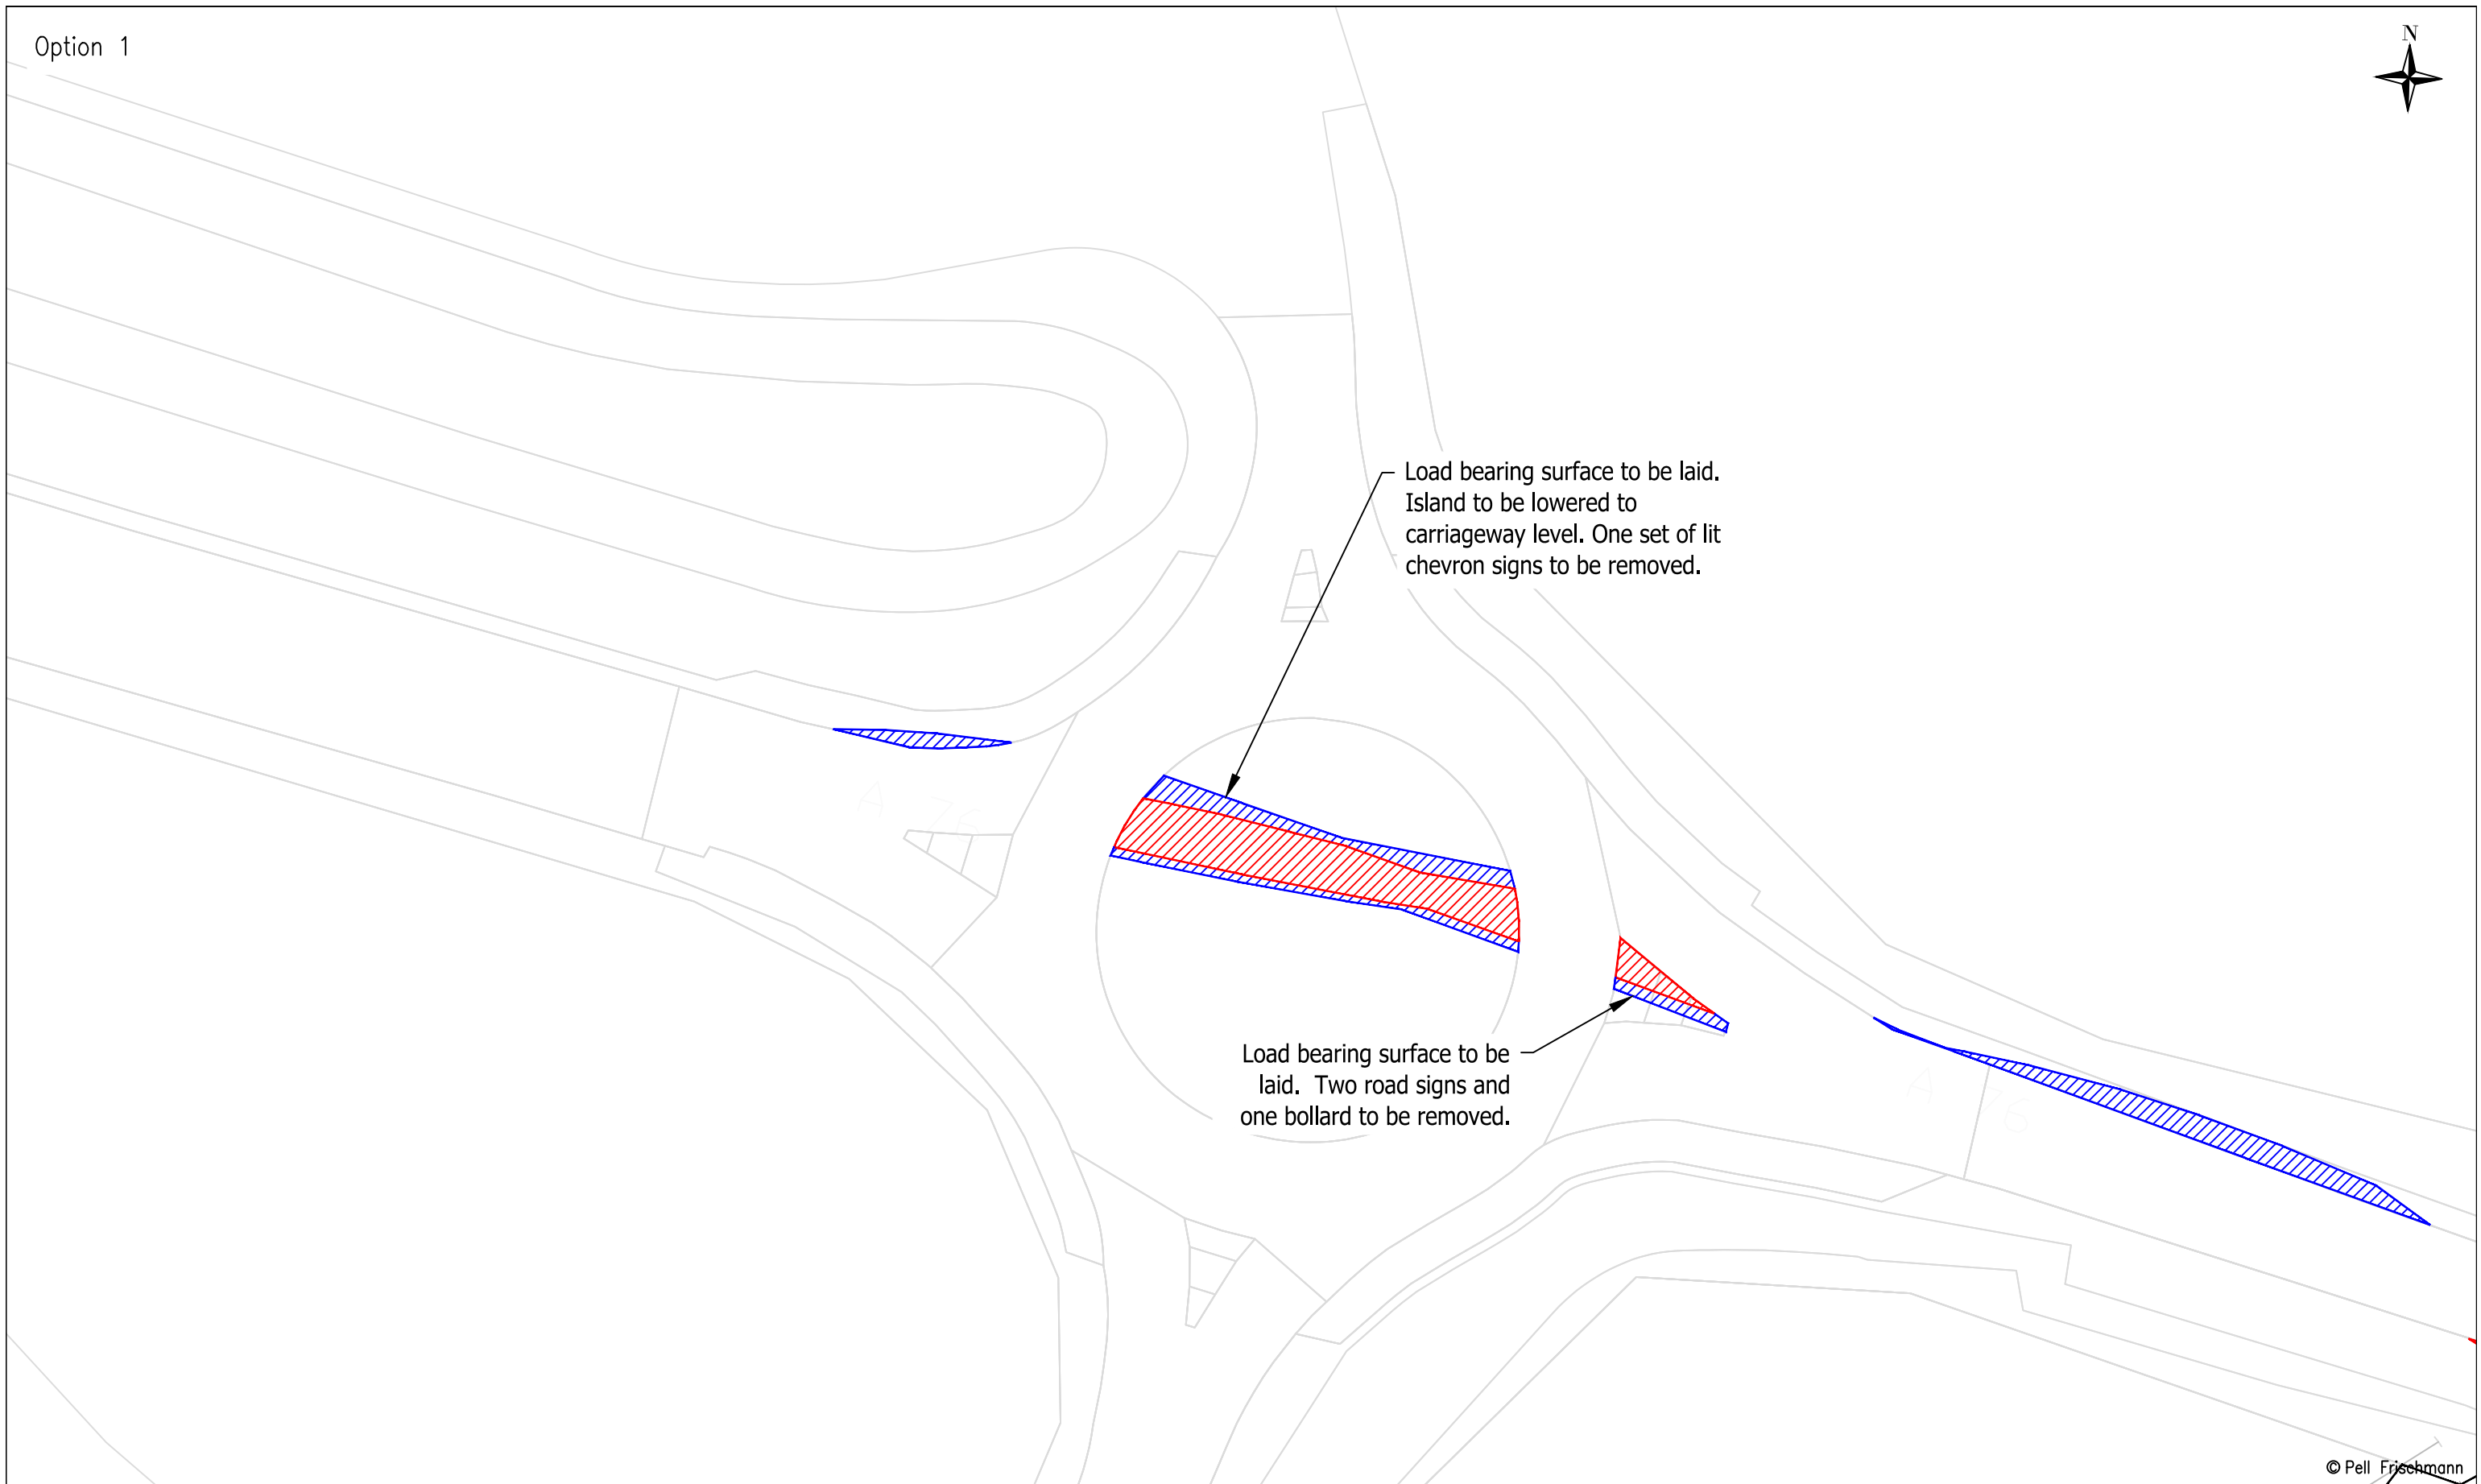 Option 1
N
Load bearing surface to be laid.
Island to be lowered to
carriageway level. One set of lit
chevron signs to be removed.
Load bearing surface to be
laid. Two road signs and
one bollard to be removed.
© Pell Frischmann